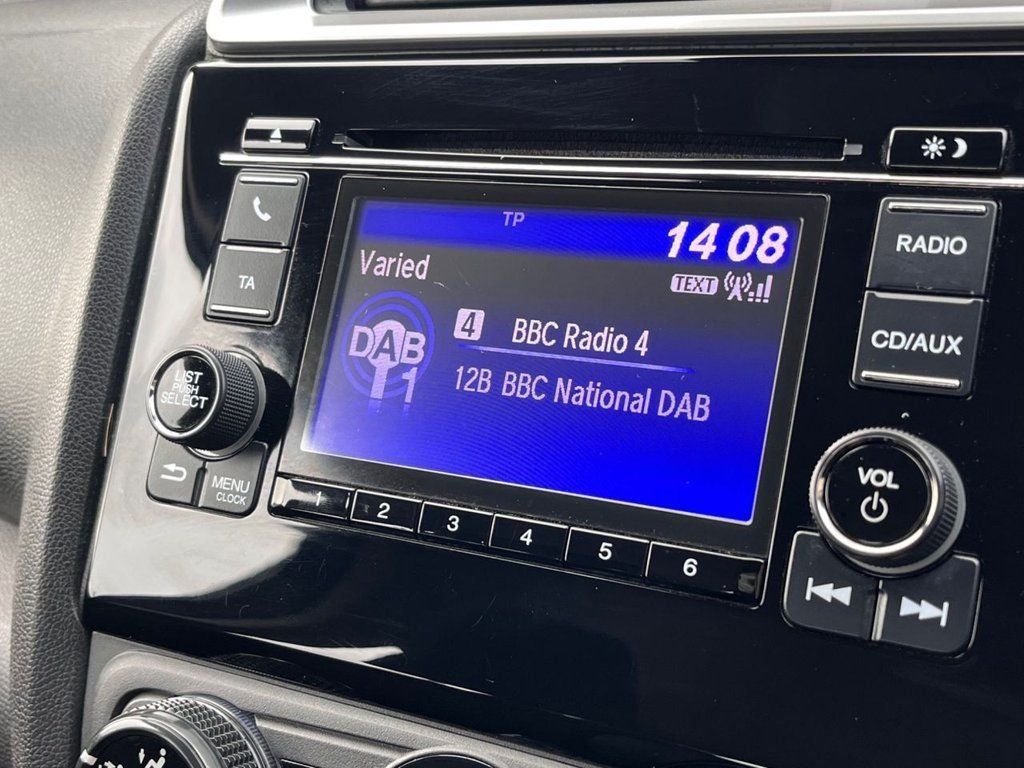 TP
14 08
Varied
TEXT
DAB
1
4 BBC Radio 4
12B BBC National DAB
TA
LIST
PUSH
SELECT
MENU
CLOCK
1 2 3 4 5 6
RADIO
CD/AUX
VOL